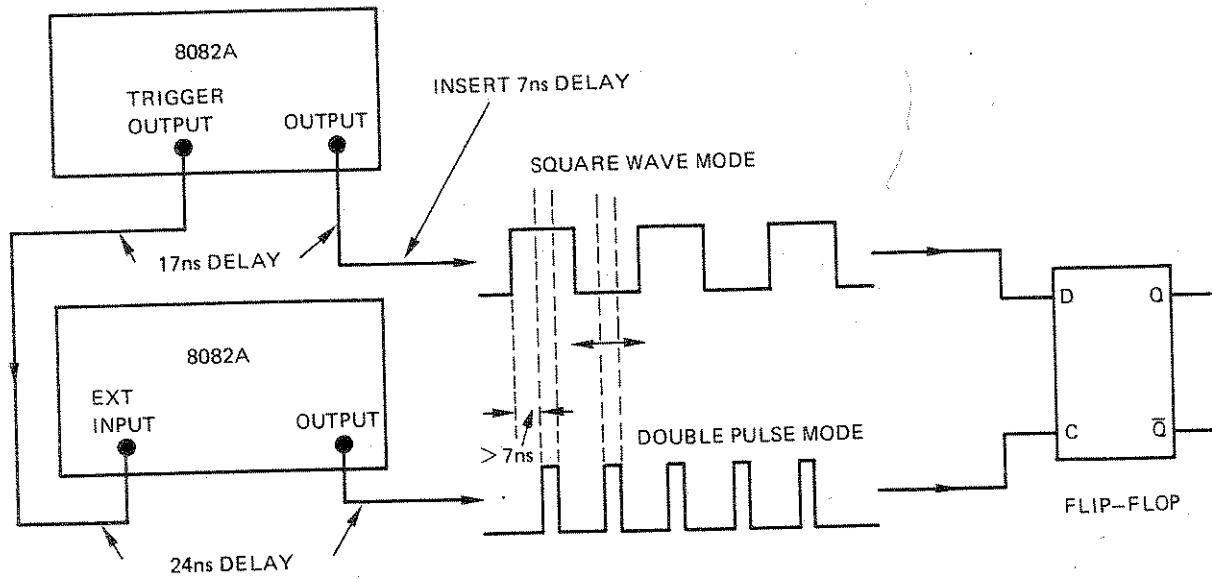 8082A
TRIGGER
OUTPUT
OUTPUT
INSERT 7ns DELAY
SQUARE WAVE MODE
17ns DELAY
8082A
EXT
INPUT
OUTPUT
> 7ns
DOUBLE PULSE MODE
24ns DELAY
D
Q
C
Q̅
FLIP-FLOP